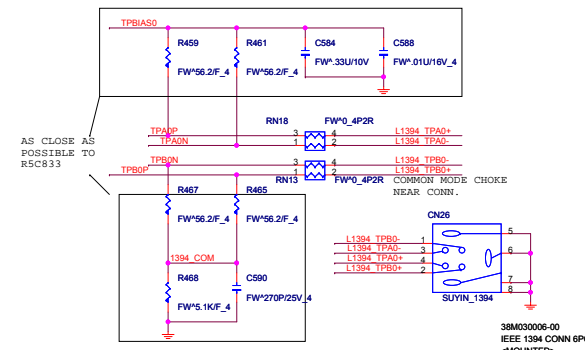 TPBIAS0
R459
R461
C584
C588
FW^56.2/F_4
FW^56.2/F_4
FW^.33U/10V
FW^.01U/16V_4
RN18
FW^0_4P2R
AS CLOSE AS
POSSIBLE TO
R5C833
TPA0P
3
4
L1394_TPA0+
TPA0N
1
2
L1394_TPA0-
TPB0N
3
4
L1394_TPB0-
TPB0P
1
2
L1394_TPB0+
RN13
FW^0_4P2R
COMMON MODE CHOKE
NEAR CONN.
R467
R465
FW^56.2/F_4
FW^56.2/F_4
CN26
L1394_TPB0-
1
5
L1394_TPA0-
3
6
L1394_TPA0+
4
L1394_TPB0+
2
7
8
SUYIN_1394
1394_COM
R468
C590
FW^5.1K/F_4
FW^270P/25V_4
38M030006-00
IEEE 1394 CONN 6P(